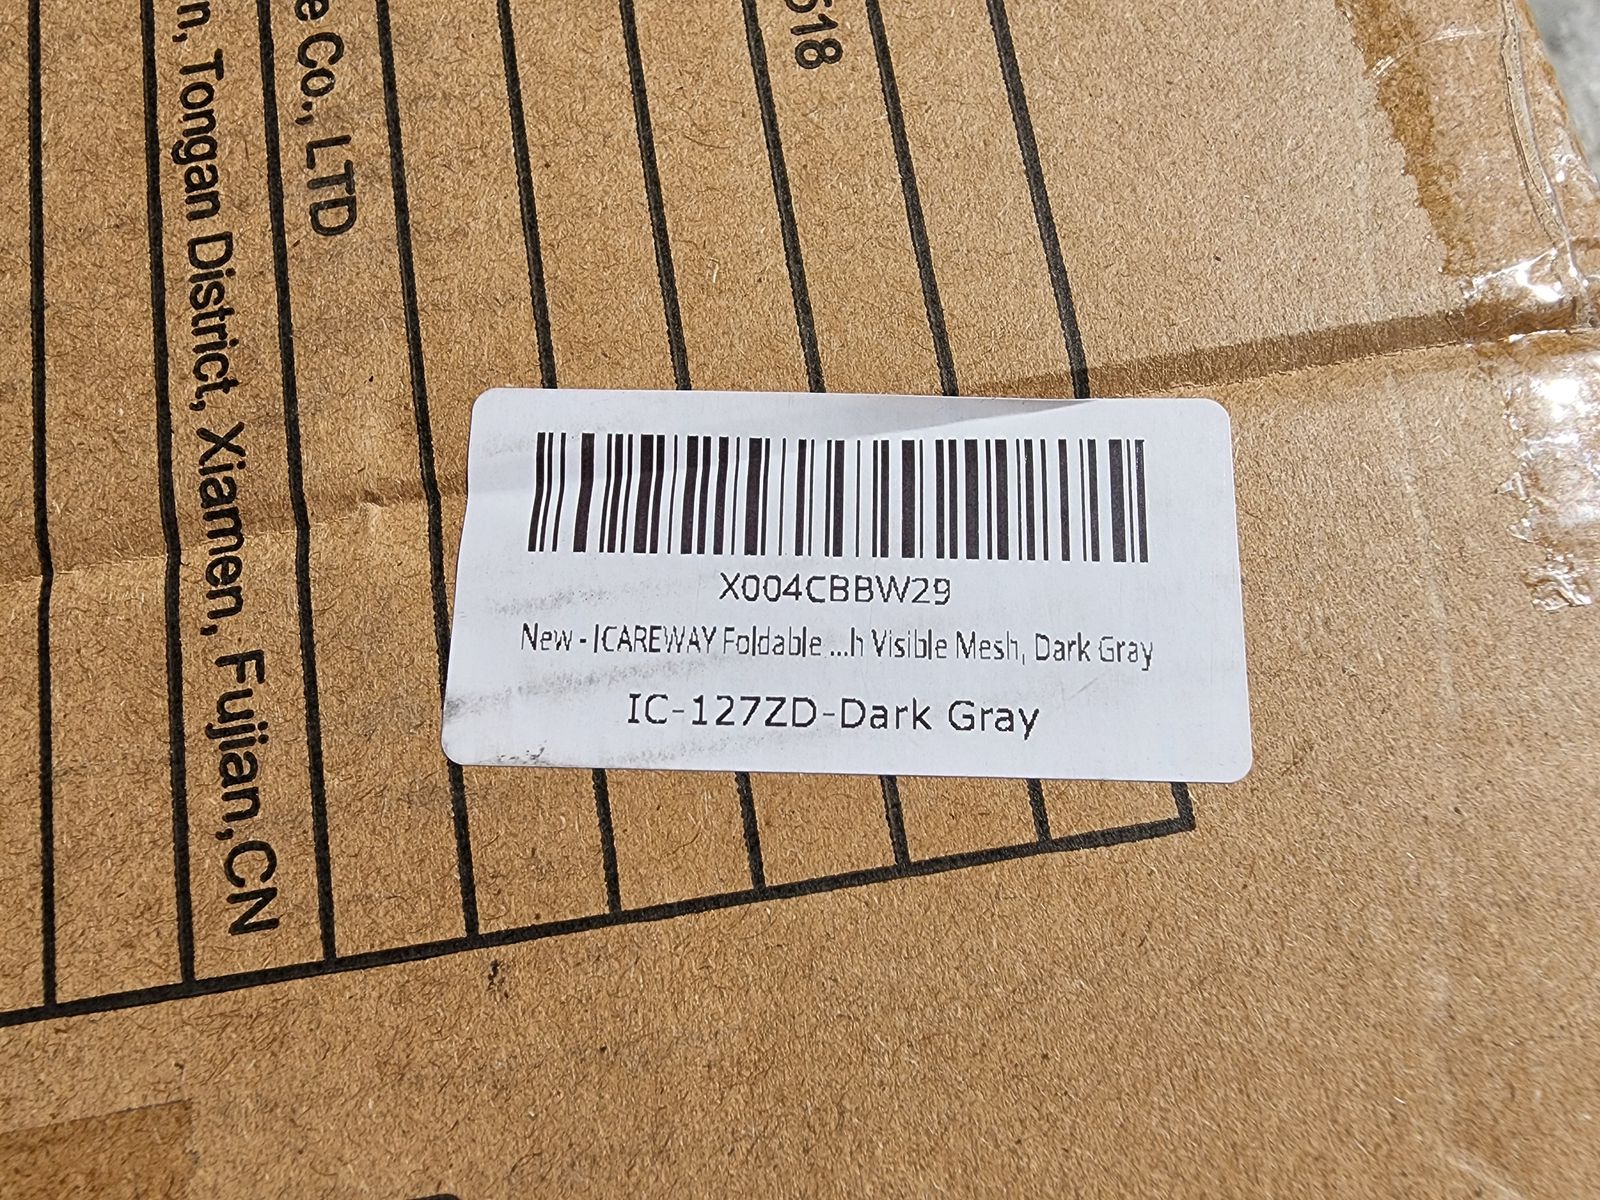 618
e Co., LTD
n, Tongan District, Xiamen, Fujian,CN
X004CBBW29
New - ICAREWAY Foldable ...h Visible Mesh, Dark Gray
IC-127ZD-Dark Gray